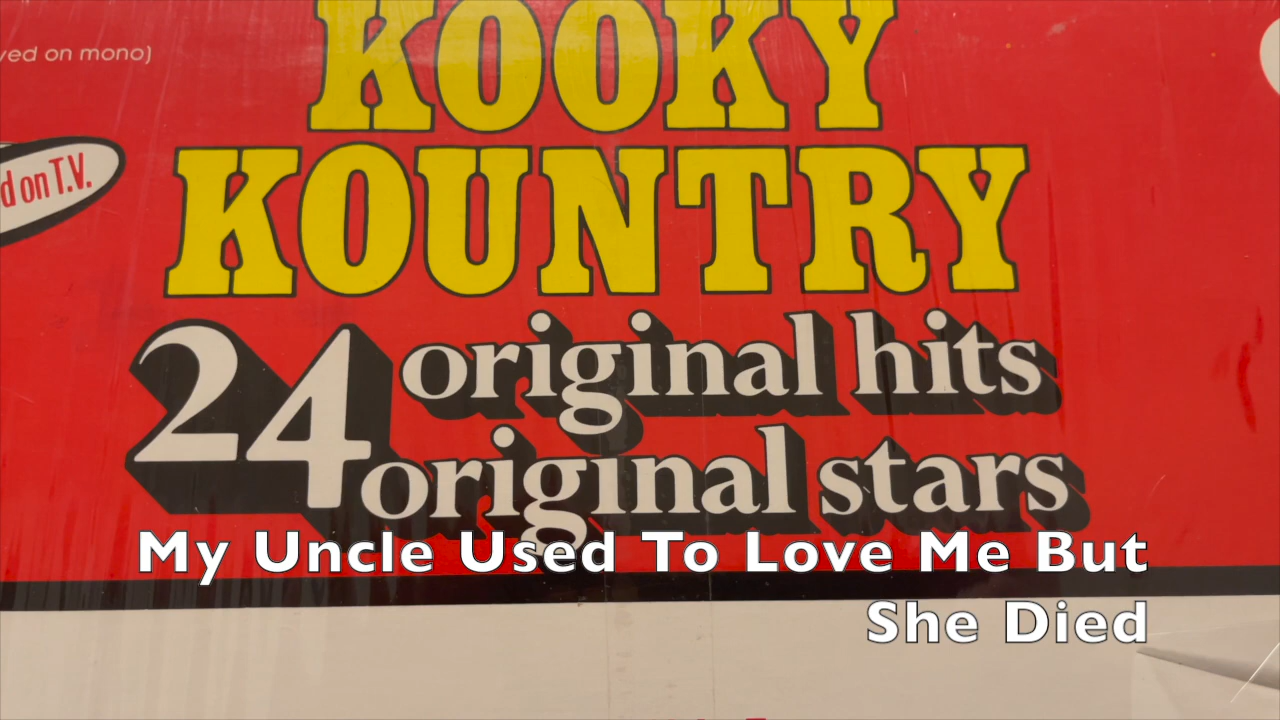 KOOKY
on mono)
on T.V.
KOUNTRY
24 original hits
original stars
My Uncle Used To Love Me But
She Died